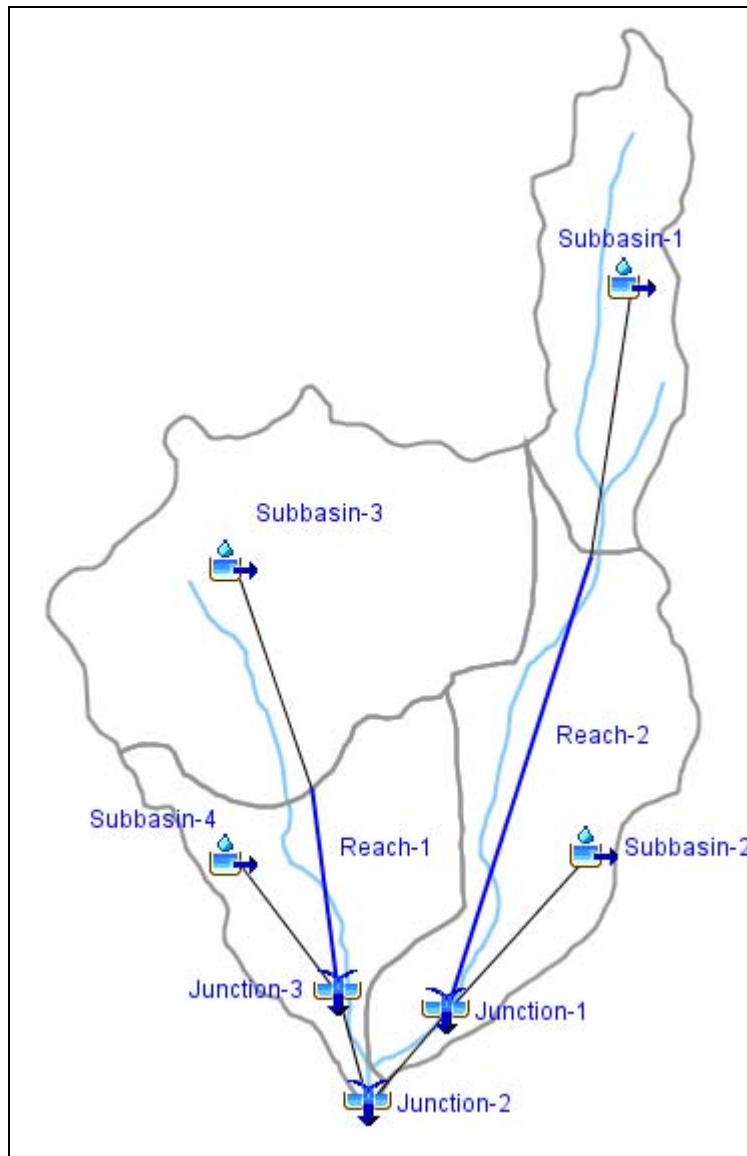 Subbasin-1
Subbasin-3
Reach-2
Subbasin-4
Reach-1
Subbasin-2
Junction-3
Junction-1
Junction-2